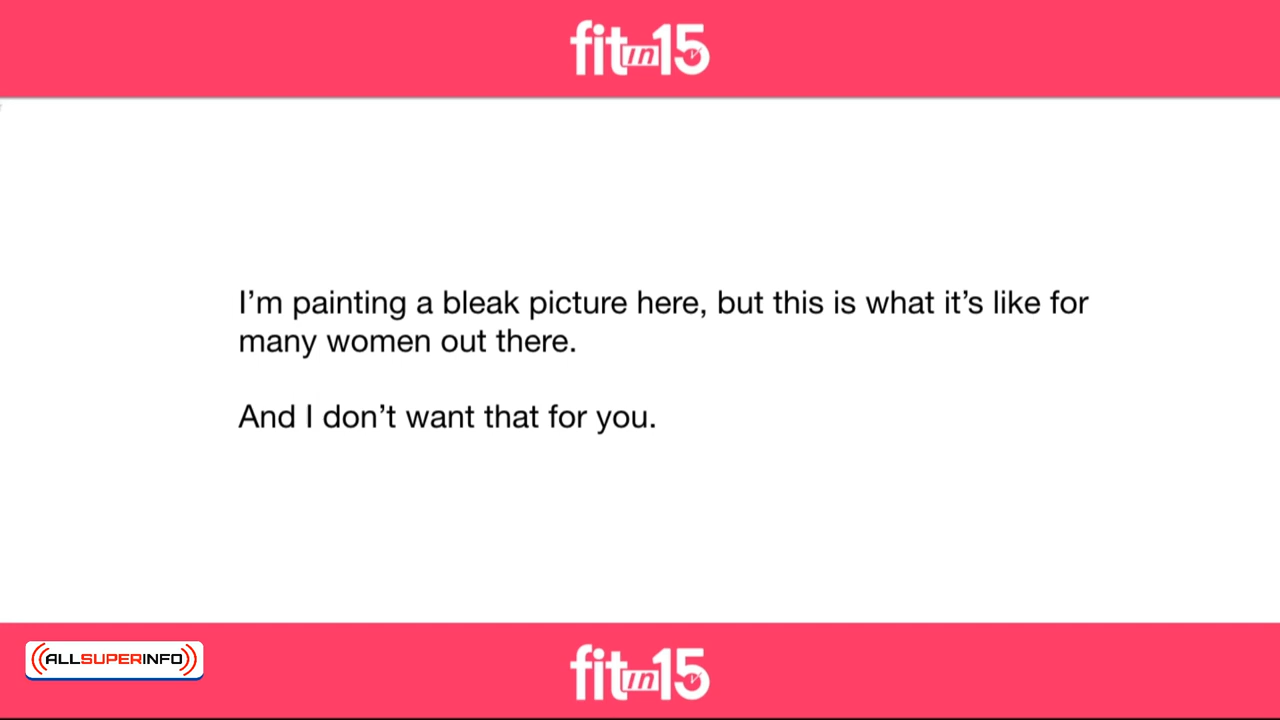 fit in 15
I’m painting a bleak picture here, but this is what it’s like for
many women out there.
And I don’t want that for you.
((ALLSUPERINFO))
fit in 15